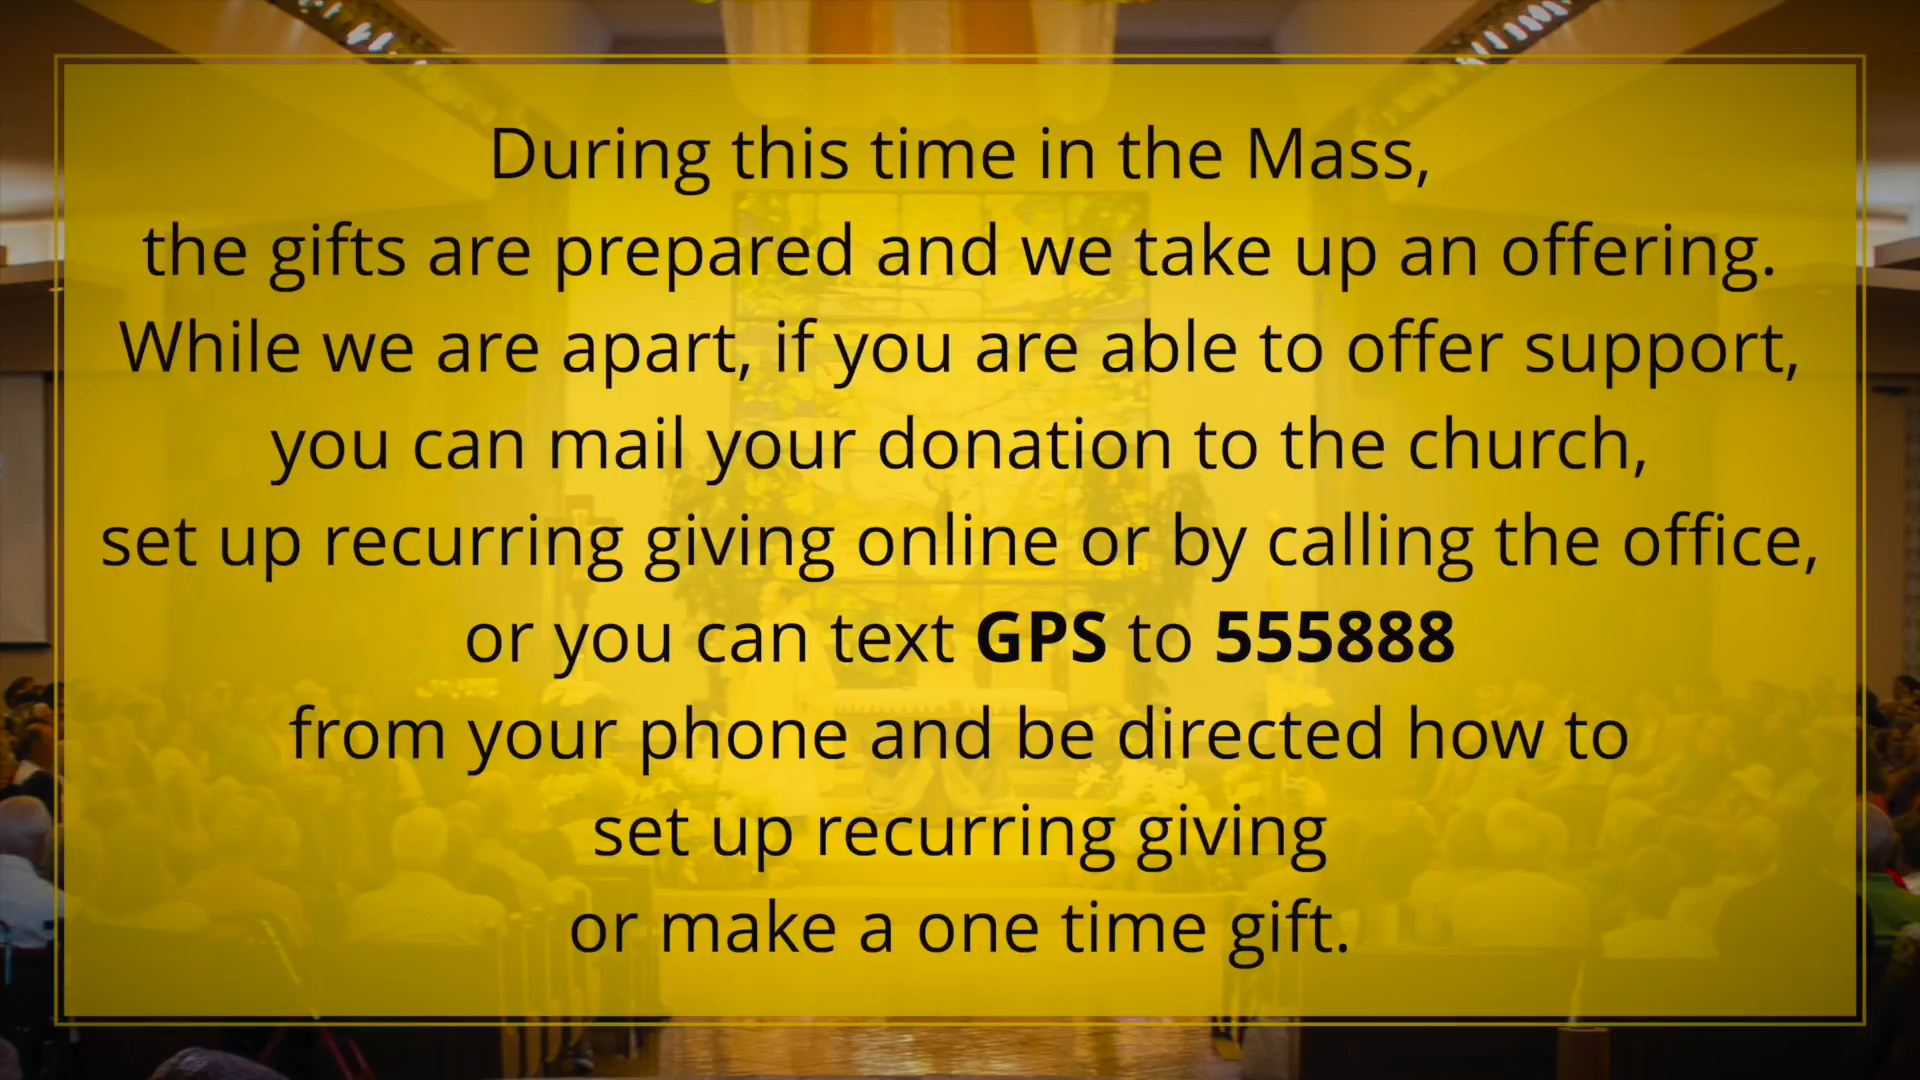 During this time in the Mass,
the gifts are prepared and we take up an offering.
While we are apart, if you are able to offer support,
you can mail your donation to the church,
set up recurring giving online or by calling the office,
or you can text GPS to 555888
from your phone and be directed how to
set up recurring giving
or make a one time gift.